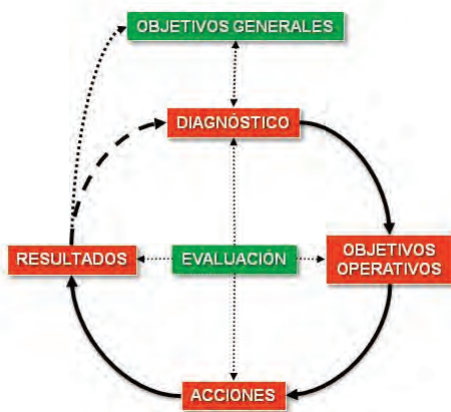 OBJETIVOS GENERALES
DIAGNÓSTICO
RESULTADOS
EVALUACIÓN
OBJETIVOS
OPERATIVOS
ACCIONES